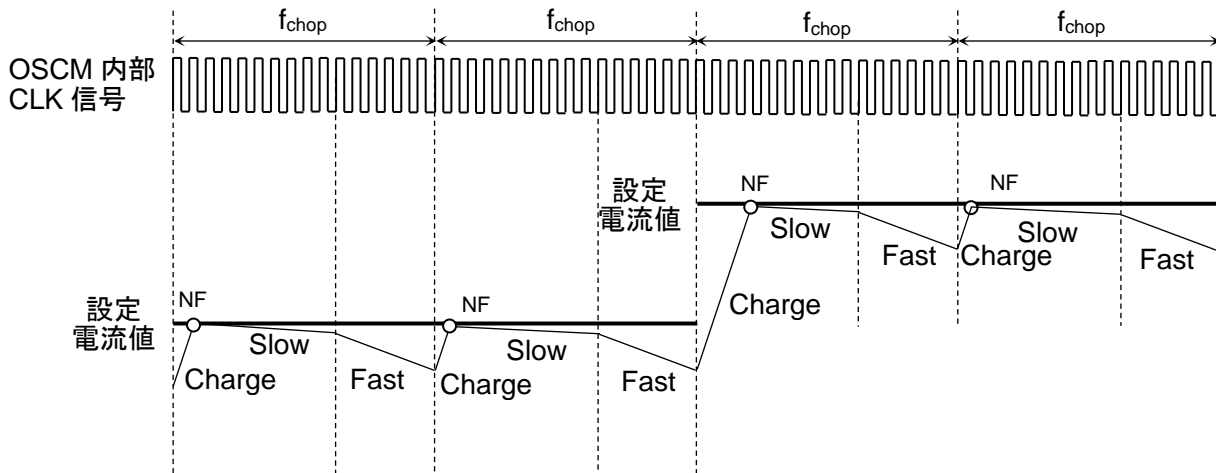 fchop
fchop
fchop
fchop
OSCM 内部
CLK 信号
設定
電流値
NF
NF
Slow
Slow
Fast
Charge
Fast
Charge
設定
電流値
NF
NF
Slow
Slow
Charge
Fast
Charge
Fast